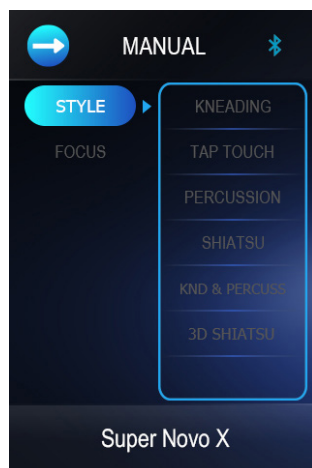 MANUAL
STYLE
FOCUS
KNEADING
TAP TOUCH
PERCUSSION
SHIATSU
KND & PERCUSS
3D SHIATSU
Super Novo X